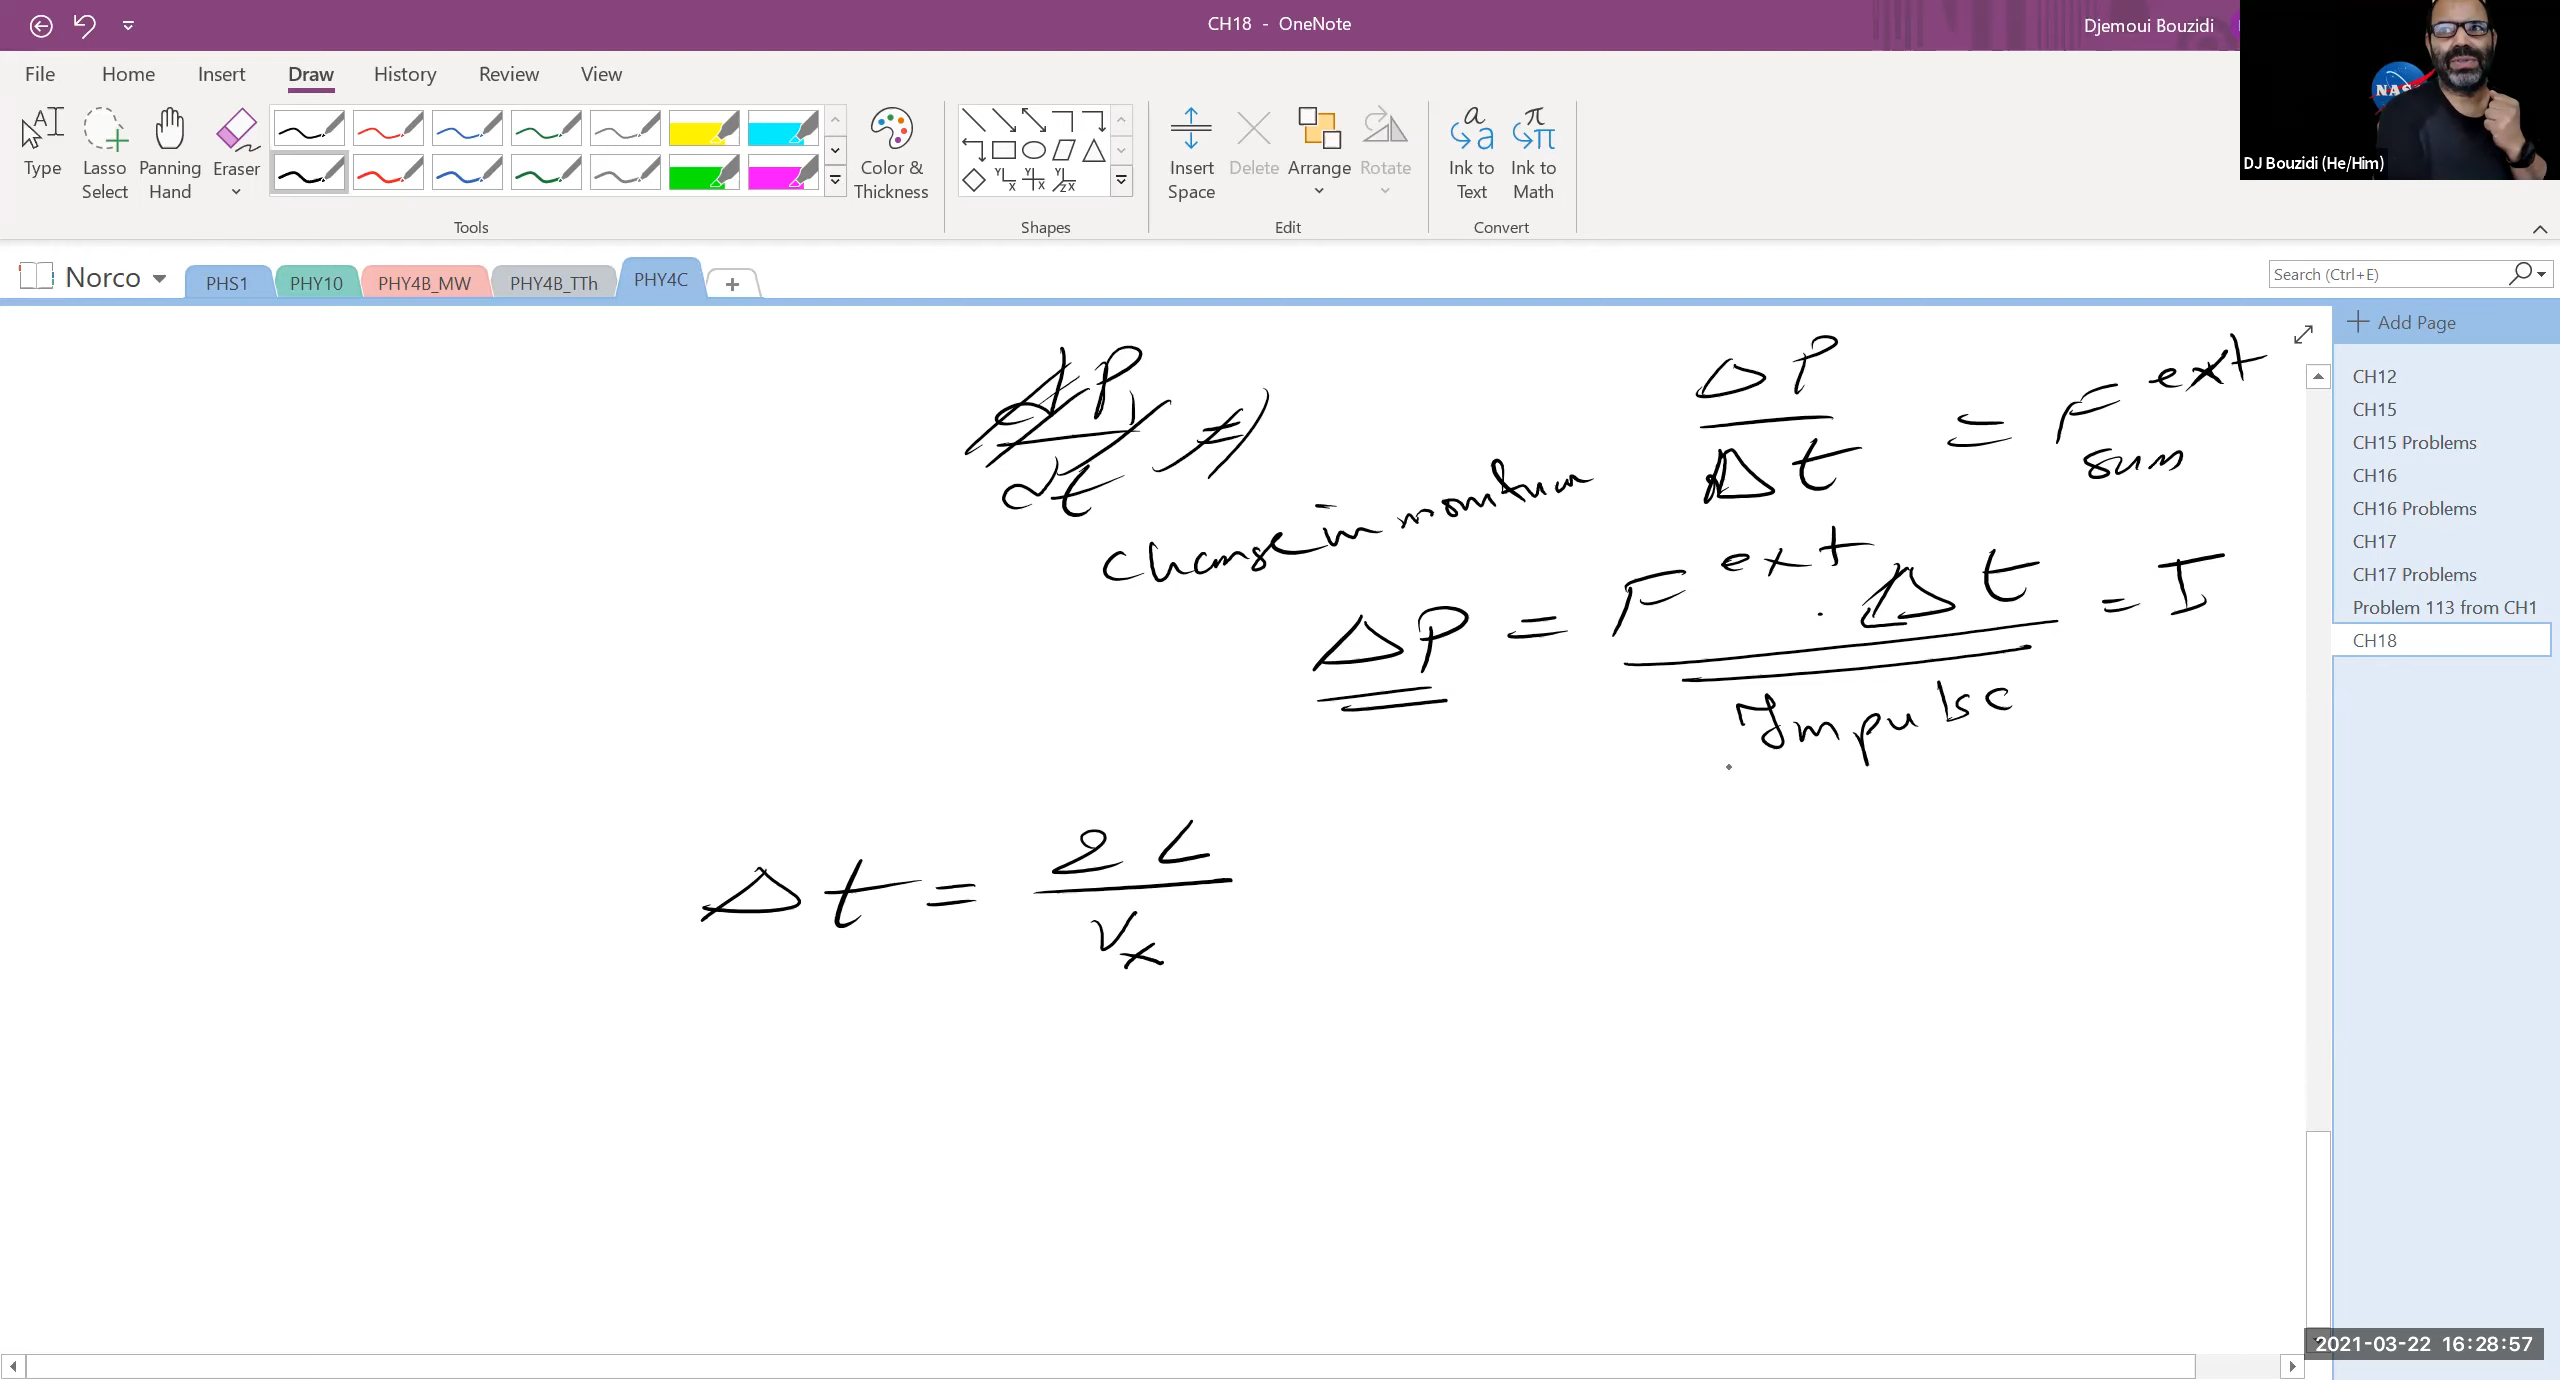 CH18 - OneNote
Djemoui Bouzidi
File Home Insert Draw History Review View
Type
Lasso Select
Panning Hand
Eraser
Color & Thickness
Insert Space
Delete
Arrange
Rotate
Ink to Text
Ink to Math
Tools
Shapes
Edit
Convert
NAS
DJ Bouzidi (He/Him)
Norco PHS1 PHY10 PHY4B_MW PHY4B_TTh PHY4C +
Search (Ctrl+E)
Add Page
CH12
CH15
CH15 Problems
CH16
CH16 Problems
CH17
CH17 Problems
Problem 113 from CH1
CH18
dP/dt =)
ΔP/Δt = F ext sum
Change in momentum
ΔP = F ext . Δt = I
Impulse
Δt = 2L/vx
2021-03-22 16:28:57